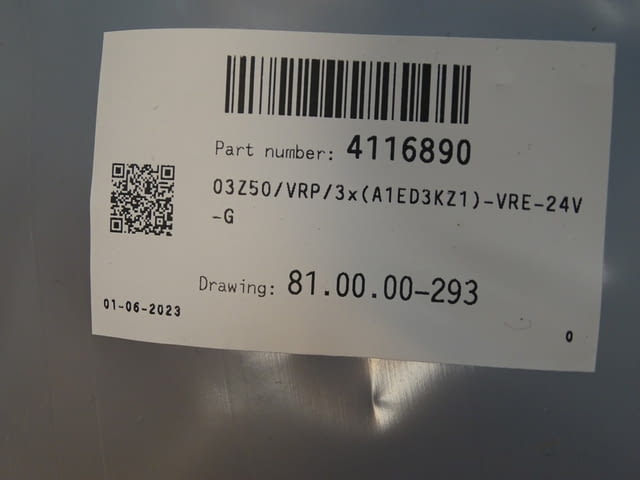 Part number: 4116890
03Z50/VRP/3x(A1ED3KZ1)-VRE-24V
-G
Drawing: 81.00.00-293
01-06-2023
0